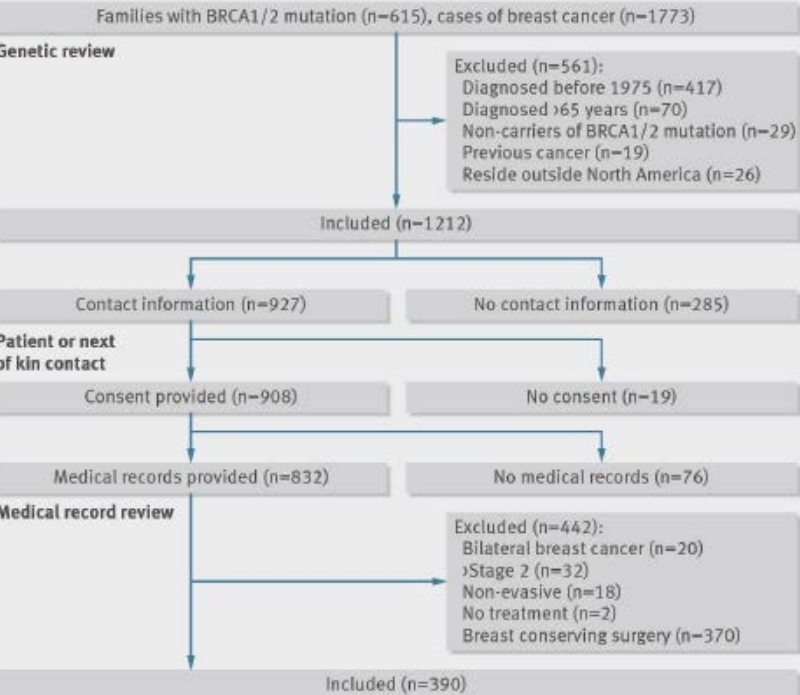 Families with BRCA1/2 mutation (n=615), cases of breast cancer (n=1773)
Genetic review
Excluded (n=561):
Diagnosed before 1975 (n=417)
Diagnosed >65 years (n=70)
Non-carriers of BRCA1/2 mutation (n=29)
Previous cancer (n=19)
Reside outside North America (n=26)
Included (n=1212)
Contact information (n=927)
No contact information (n=285)
Patient or next
of kin contact
Consent provided (n=908)
No consent (n=19)
Medical records provided (n=832)
No medical records (n=76)
Medical record review
Excluded (n=442):
Bilateral breast cancer (n=20)
>Stage 2 (n=32)
Non-evasive (n=18)
No treatment (n=2)
Breast conserving surgery (n=370)
Included (n=390)